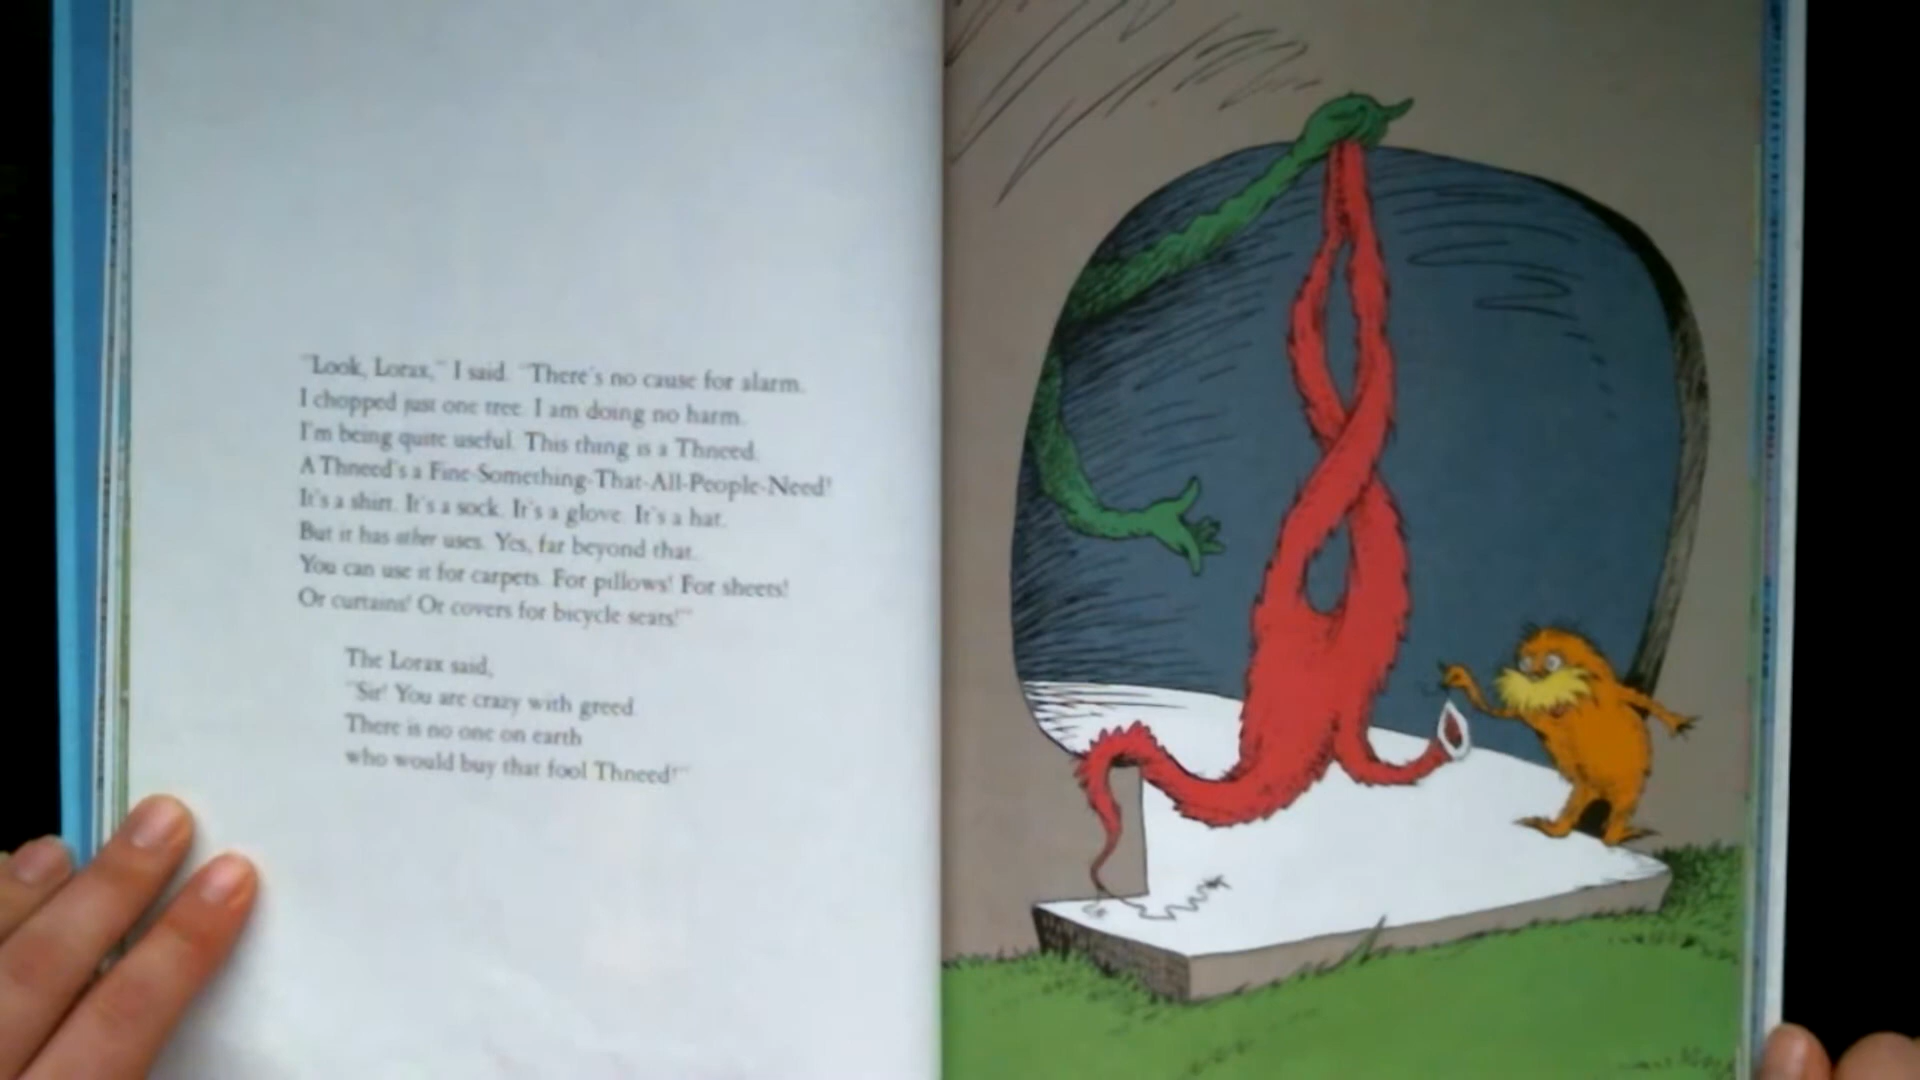 "Look, Lorax," I said. "There's no cause for alarm.
I chopped just one tree. I am doing no harm.
I'm being quite useful. This thing is a Thneed.
A Thneed's a Fine-Something-That-All-People-Need!
It's a shirt. It's a sock. It's a glove. It's a hat.
But it has other uses. Yes, far beyond that.
You can use it for carpets. For pillows! For sheets!
Or curtains! Or covers for bicycle seats!"
The Lorax said,
"Sir! You are crazy with greed.
There is no one on earth
who would buy that fool Thneed!"